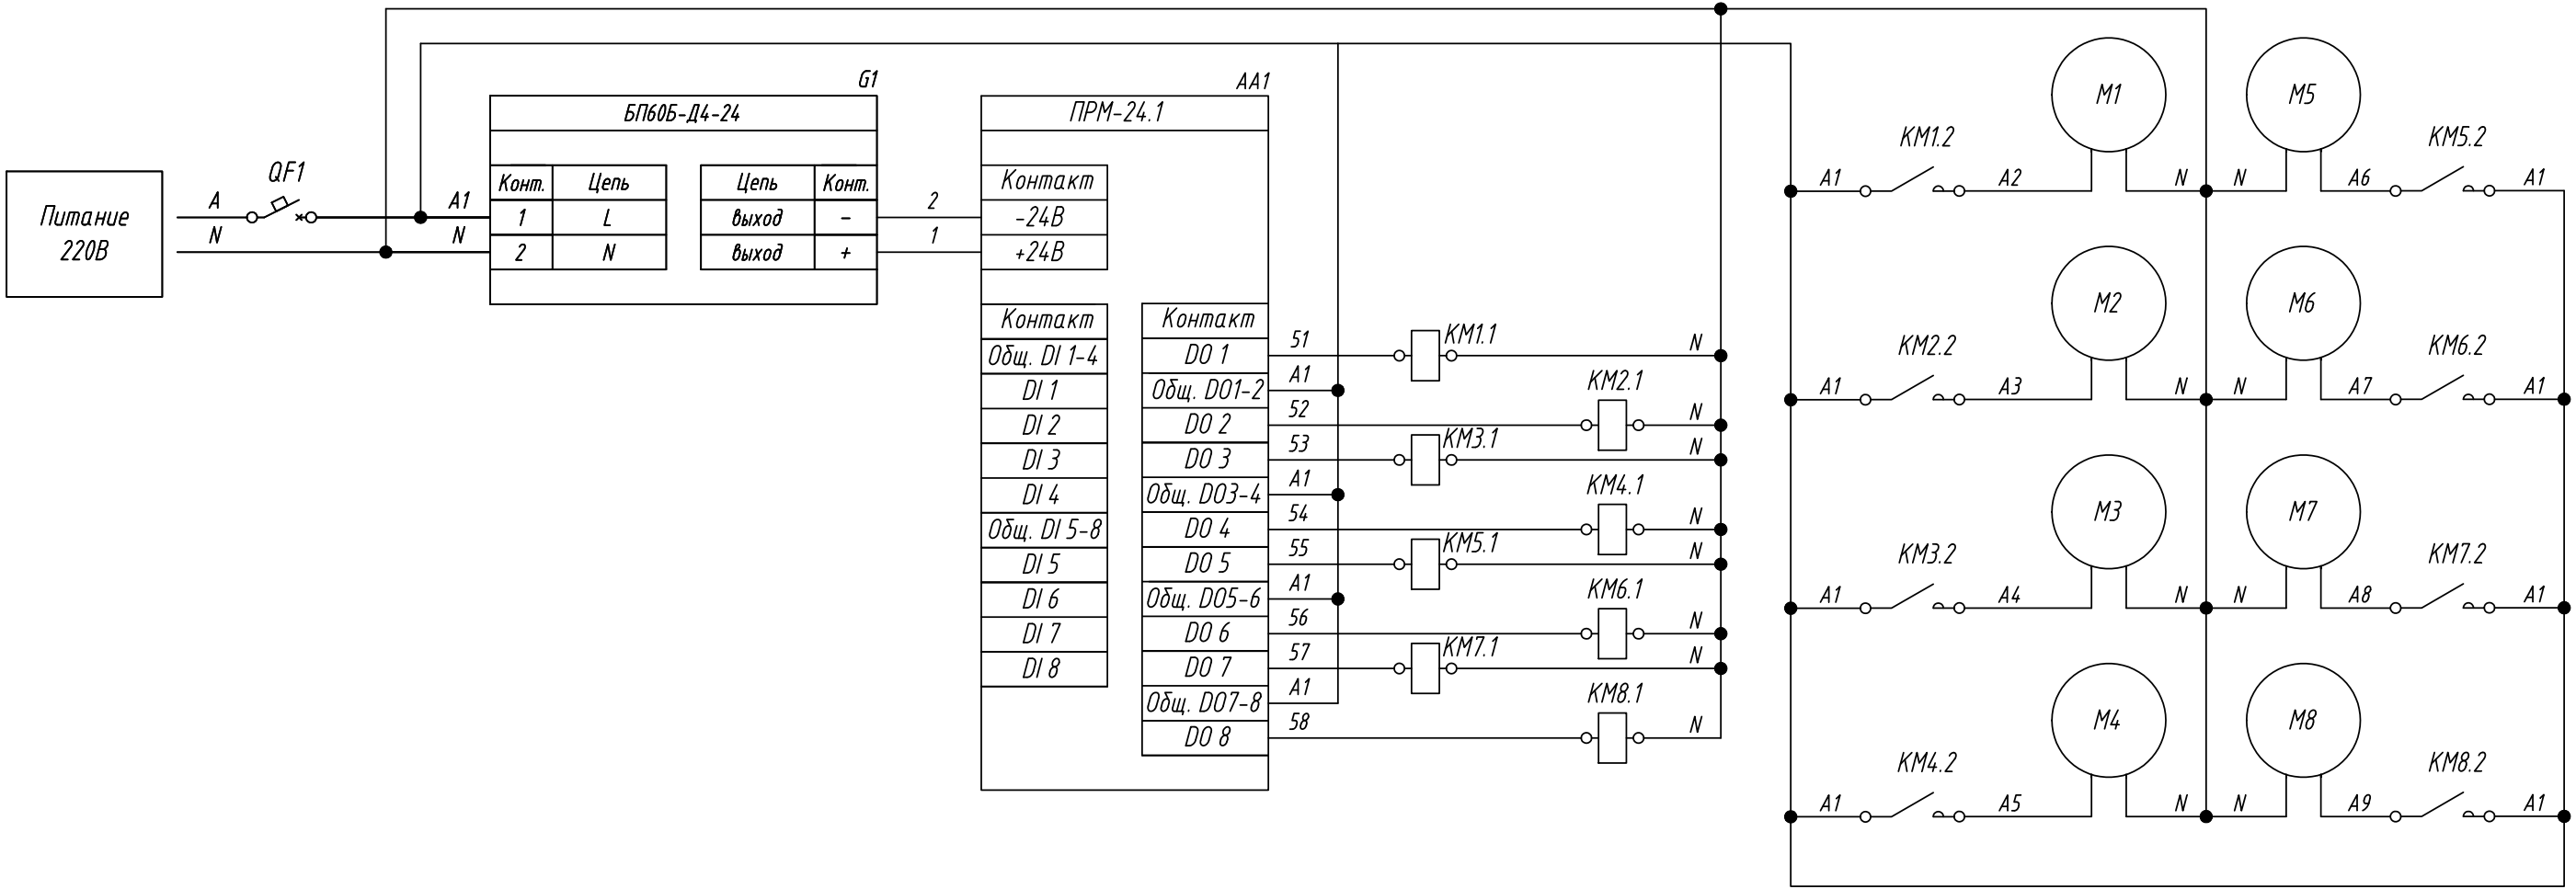 Питание
220В
A
QF1
N
A1
N
G1
БП60Б-Д4-24
Конт. Цепь Цепь Конт.
1 L выход -
2 N выход +
2
1
AA1
ПРМ-24.1
Контакт
-24В
+24В
Контакт
Общ. DI 1-4
DI 1
DI 2
DI 3
DI 4
Общ. DI 5-8
DI 5
DI 6
DI 7
DI 8
Контакт
DO 1
Общ. DO1-2
DO 2
DO 3
Общ. DO3-4
DO 4
DO 5
Общ. DO5-6
DO 6
DO 7
Общ. DO7-8
DO 8
51 KM1.1 N
A1
52 KM2.1 N
53 KM3.1 N
A1
54 KM4.1 N
55 KM5.1 N
A1
56 KM6.1 N
57 KM7.1 N
A1
58 KM8.1 N
M1 M5
KM1.2 KM5.2
A1 A2 N N A6 A1
M2 M6
KM2.2 KM6.2
A1 A3 N N A7 A1
M3 M7
KM3.2 KM7.2
A1 A4 N N A8 A1
M4 M8
KM4.2 KM8.2
A1 A5 N N A9 A1